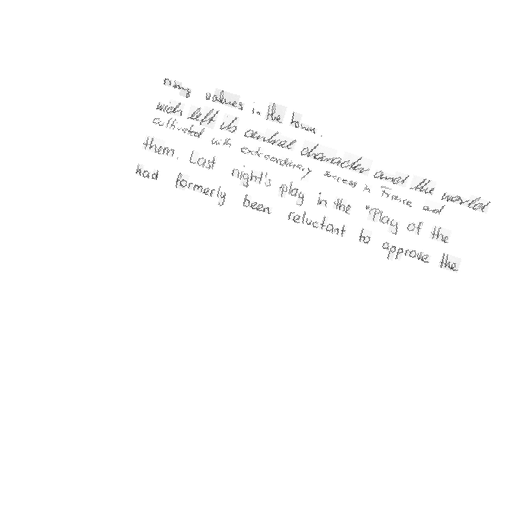 rising values in the town.
wich left its central character and the world
cultivated with extraordinary success in France and
them. Last night's play in the "Play of the
had formerly been reluctant to approve the